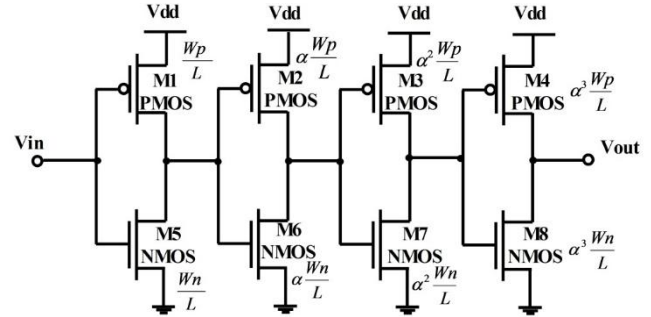 Vdd Vdd Vdd Vdd
Wp/L αWp/L α²Wp/L
M1 M2 M3 M4
PMOS PMOS PMOS PMOS α³Wp/L
Vin Vout
M5 M6 M7 M8
NMOS NMOS NMOS NMOS α³Wn/L
Wn/L αWn/L α²Wn/L